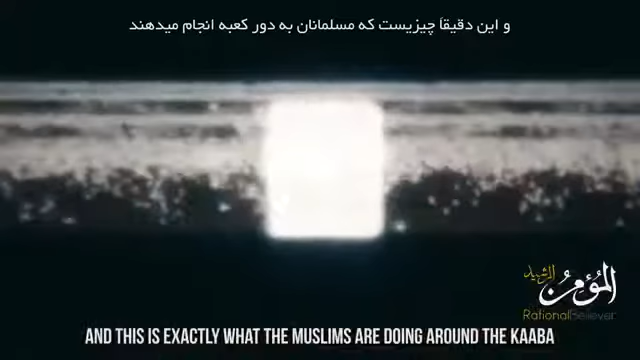 و این دقیقاً چیزیست که مسلمانان به دور کعبه انجام میدهند
المؤمن الرشيد
RationalBeliever
AND THIS IS EXACTLY WHAT THE MUSLIMS ARE DOING AROUND THE KAABA